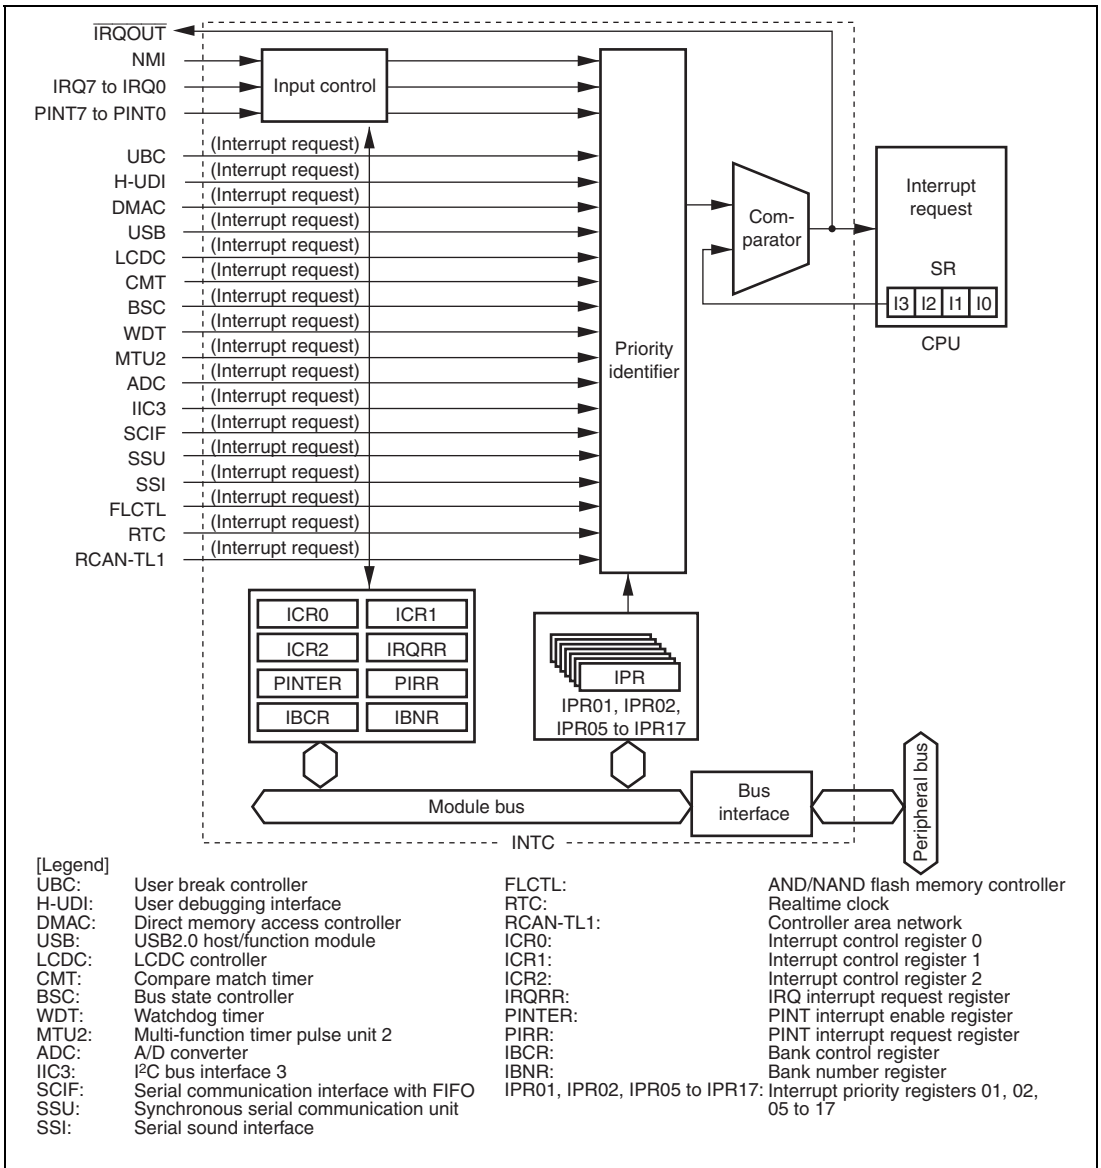 IRQOUT
NMI
IRQ7 to IRQ0
PINT7 to PINT0
Input control
UBC
(Interrupt request)
H-UDI
(Interrupt request)
DMAC
(Interrupt request)
USB
(Interrupt request)
LCDC
(Interrupt request)
CMT
(Interrupt request)
BSC
(Interrupt request)
WDT
(Interrupt request)
MTU2
(Interrupt request)
ADC
(Interrupt request)
IIC3
(Interrupt request)
SCIF
(Interrupt request)
SSU
(Interrupt request)
SSI
(Interrupt request)
FLCTL
(Interrupt request)
RTC
(Interrupt request)
RCAN-TL1
(Interrupt request)
Priority
identifier
Com-
parator
Interrupt
request
SR
I3 I2 I1 I0
CPU
ICR0 ICR1
ICR2 IRQRR
PINTER PIRR
IBCR IBNR
IPR
IPR01, IPR02,
IPR05 to IPR17
Module bus
Bus
interface
Peripheral bus
INTC
[Legend]
UBC: User break controller
H-UDI: User debugging interface
DMAC: Direct memory access controller
USB: USB2.0 host/function module
LCDC: LCDC controller
CMT: Compare match timer
BSC: Bus state controller
WDT: Watchdog timer
MTU2: Multi-function timer pulse unit 2
ADC: A/D converter
IIC3: I²C bus interface 3
SCIF: Serial communication interface with FIFO
SSU: Synchronous serial communication unit
SSI: Serial sound interface
FLCTL: AND/NAND flash memory controller
RTC: Realtime clock
RCAN-TL1: Controller area network
ICR0: Interrupt control register 0
ICR1: Interrupt control register 1
ICR2: Interrupt control register 2
IRQRR: IRQ interrupt request register
PINTER: PINT interrupt enable register
PIRR: PINT interrupt request register
IBCR: Bank control register
IBNR: Bank number register
IPR01, IPR02, IPR05 to IPR17: Interrupt priority registers 01, 02,
05 to 17